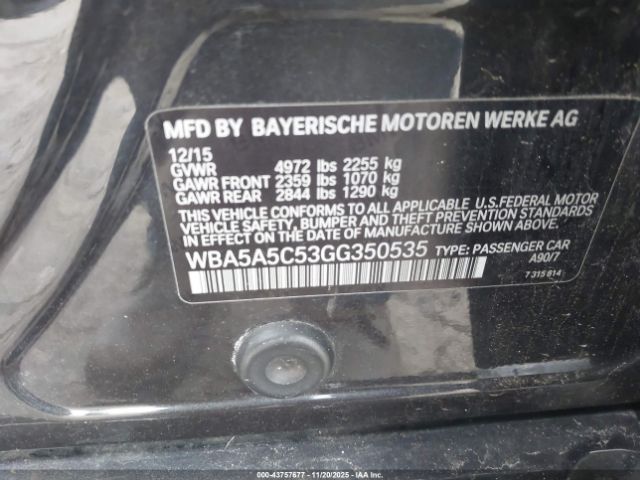 MFD BY BAYERISCHE MOTOREN WERKE AG
12/15
GVWR 4972 lbs 2255 kg
GAWR FRONT 2359 lbs 1070 kg
GAWR REAR 2844 lbs 1290 kg
THIS VEHICLE CONFORMS TO ALL APPLICABLE U.S.FEDERAL MOTOR
VEHICLE SAFETY, BUMPER AND THEFT PREVENTION STANDARDS
IN EFFECT ON THE DATE OF MANUFACTURE SHOWN ABOVE.
WBA5A5C53GG350535 TYPE: PASSENGER CAR
A90/7
7 315 614
© IAA 43757677 - 11/20/2025 - IAAI.COM